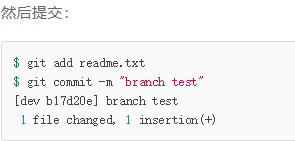 然后提交：
$ git add readme.txt
$ git commit -m "branch test"
[dev b17d20e] branch test
 1 file changed, 1 insertion(+)